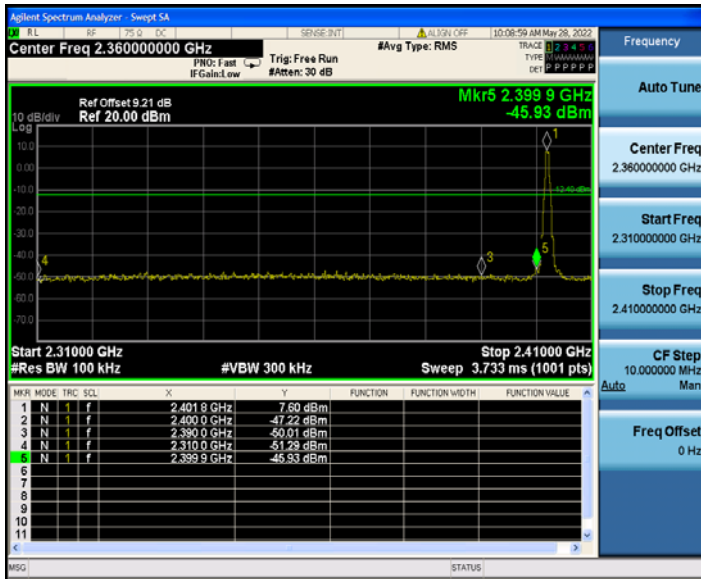 Agilent Spectrum Analyzer - Swept SA
RL RF 75 Ω DC SENSE:INT ALIGN OFF 10:08:59 AM May 28, 2022
Center Freq 2.360000000 GHz #Avg Type: RMS TRACE 1 2 3 4 5 6
PNO: Fast Trig: Free Run TYPE M
IFGain:Low #Atten: 30 dB DET P P P P P P
Mkr5 2.399 9 GHz
-45.93 dBm
Ref Offset 9.21 dB
10 dB/div Ref 20.00 dBm
Log
10.0
0.00
-10.0
-12.40 dBm
-20.0
-30.0
-40.0
-50.0
-60.0
-70.0
1
3
4
5
Start 2.31000 GHz Stop 2.41000 GHz
#Res BW 100 kHz #VBW 300 kHz Sweep 3.733 ms (1001 pts)
MKR MODE TRC SCL X Y FUNCTION FUNCTION WIDTH FUNCTION VALUE
1 N 1 f 2.401 8 GHz 7.60 dBm
2 N 1 f 2.400 0 GHz -47.22 dBm
3 N 1 f 2.390 0 GHz -50.01 dBm
4 N 1 f 2.310 0 GHz -51.29 dBm
5 N 1 f 2.399 9 GHz -45.93 dBm
6
7
8
9
10
11
MSG STATUS
Frequency
Auto Tune
Center Freq
2.360000000 GHz
Start Freq
2.310000000 GHz
Stop Freq
2.410000000 GHz
CF Step
10.000000 MHz
Auto Man
Freq Offset
0 Hz